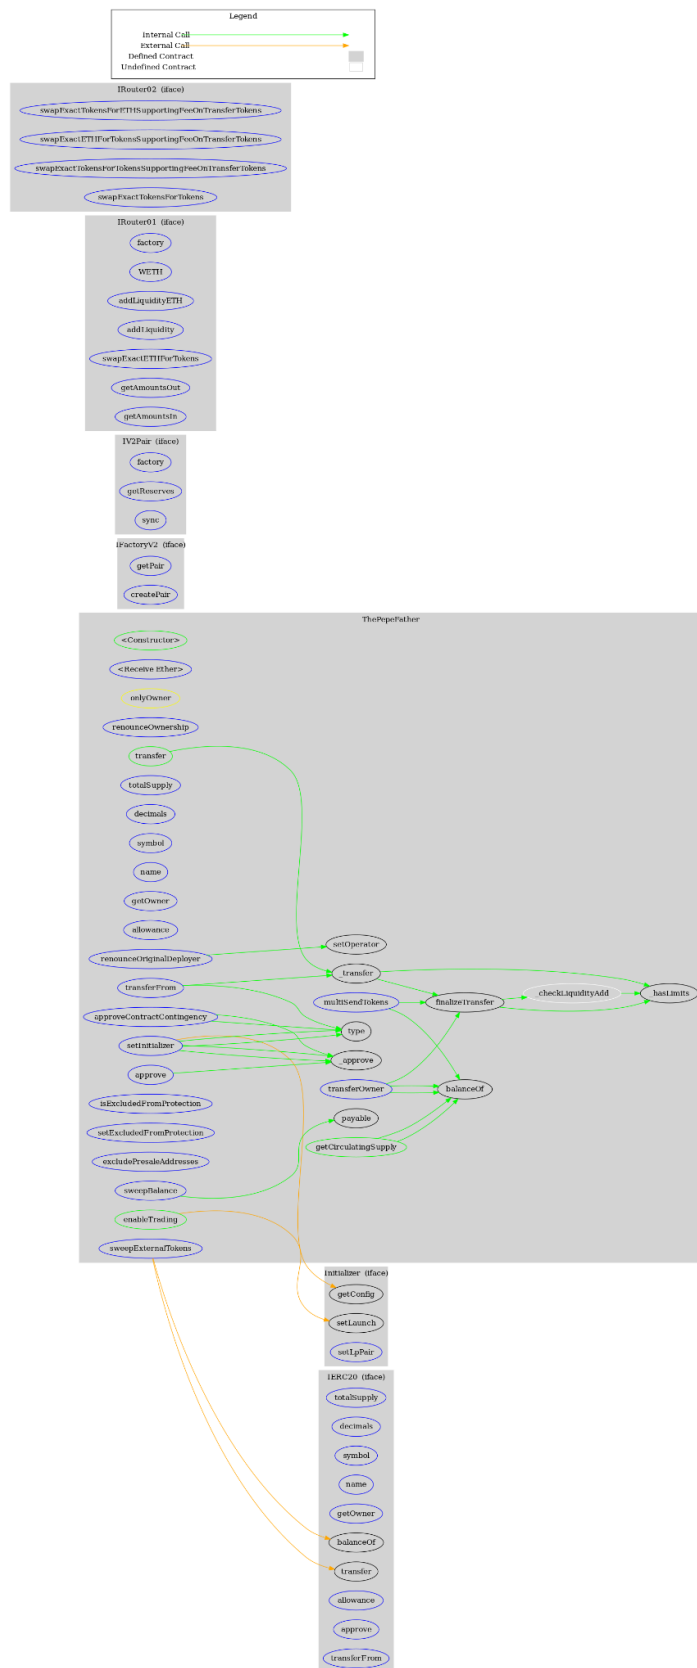 Legend
Internal Call
External Call
Defined Contract
Undefined Contract
IRouter02 (iface)
swapExactTokensForETHSupportingFeeOnTransferTokens
swapExactETHForTokensSupportingFeeOnTransferTokens
swapExactTokensForTokensSupportingFeeOnTransferTokens
swapExactTokensForTokens
IRouter01 (iface)
factory
WETH
addLiquidityETH
addLiquidity
swapExactETHForTokens
getAmountsOut
getAmountsIn
IV2Pair (iface)
factory
getReserves
sync
IFactoryV2 (iface)
getPair
createPair
ThePepeFather
<Constructor>
<Receive Ether>
onlyOwner
renounceOwnership
transfer
totalSupply
decimals
symbol
name
getOwner
allowance
renounceOriginalDeployer
transferFrom
approveContractContingency
setInitializer
approve
isExcludedFromProtection
setExcludedFromProtection
excludePresaleAddresses
sweepBalance
enableTrading
sweepExternalTokens
setOperator
_transfer
multiSendTokens
type
_approve
transferOwner
payable
getCirculatingSupply
finalizeTransfer
balanceOf
checkLiquidityAdd
hasLimits
Initializer (iface)
getConfig
setLaunch
setLpPair
IERC20 (iface)
totalSupply
decimals
symbol
name
getOwner
balanceOf
transfer
allowance
approve
transferFrom